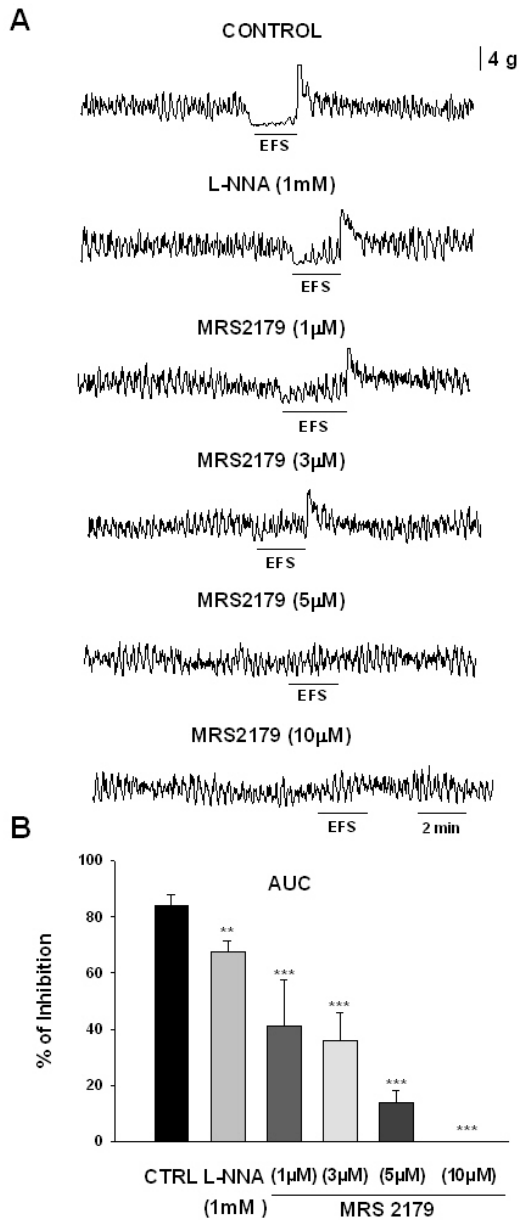 A
CONTROL
4 g
EFS
L-NNA (1mM)
EFS
MRS2179 (1µM)
EFS
MRS2179 (3µM)
EFS
MRS2179 (5µM)
EFS
MRS2179 (10µM)
EFS
2 min
B
AUC
% of Inhibition
100
80
60
40
20
0
**
***
***
***
***
CTRL L-NNA (1µM) (3µM) (5µM) (10µM)
(1mM ) MRS 2179